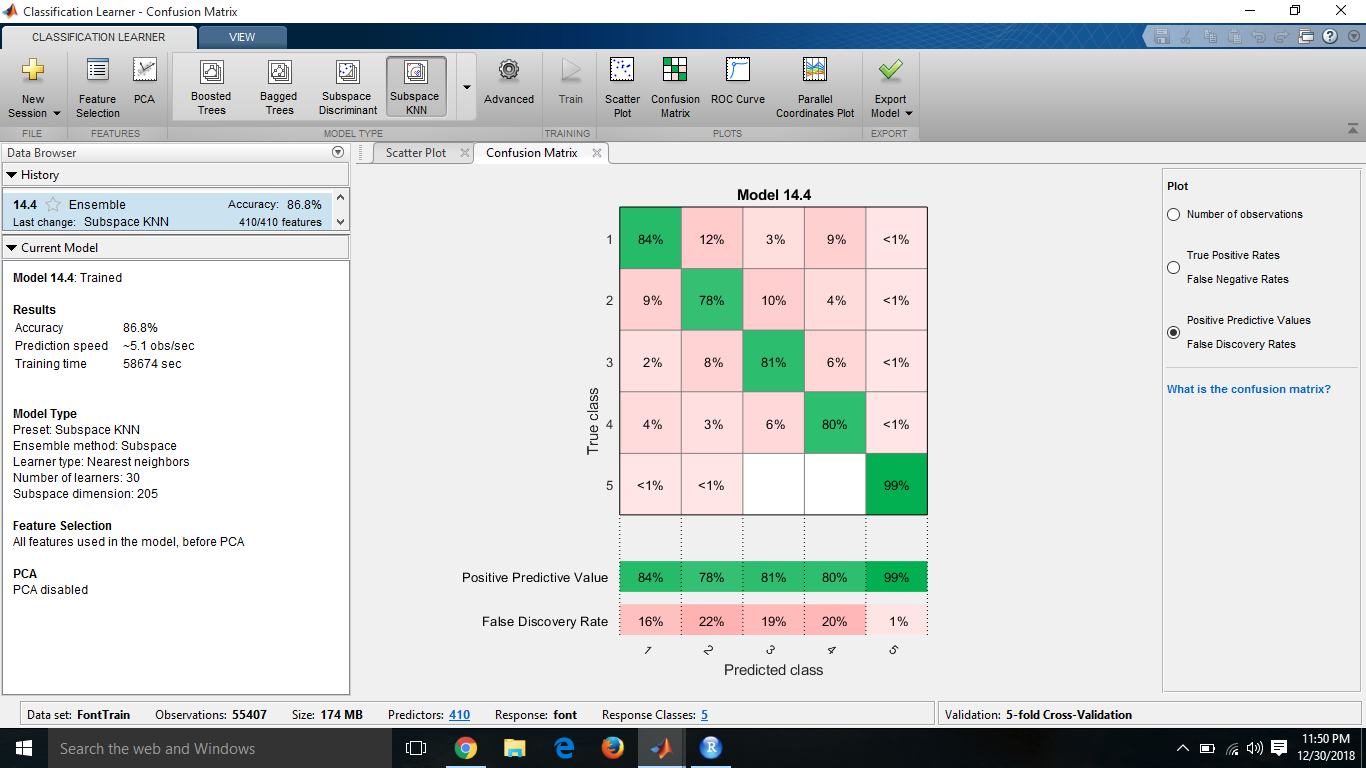 Classification Learner - Confusion Matrix
CLASSIFICATION LEARNER VIEW
New Session
Feature Selection
PCA
Boosted Trees
Bagged Trees
Subspace Discriminant
Subspace KNN
Advanced
Train
Scatter Plot
Confusion Matrix
ROC Curve
Parallel Coordinates Plot
Export Model
FILE FEATURES MODEL TYPE TRAINING PLOTS EXPORT
Data Browser
History
14.4 Ensemble Accuracy: 86.8%
Last change: Subspace KNN 410/410 features
Current Model
Model 14.4: Trained
Results
Accuracy 86.8%
Prediction speed ~5.1 obs/sec
Training time 58674 sec
Model Type
Preset: Subspace KNN
Ensemble method: Subspace
Learner type: Nearest neighbors
Number of learners: 30
Subspace dimension: 205
Feature Selection
All features used in the model, before PCA
PCA
PCA disabled
Scatter Plot Confusion Matrix
Model 14.4
True class
1 84% 12% 3% 9% <1%
2 9% 78% 10% 4% <1%
3 2% 8% 81% 6% <1%
4 4% 3% 6% 80% <1%
5 <1% <1% 99%
Positive Predictive Value 84% 78% 81% 80% 99%
False Discovery Rate 16% 22% 19% 20% 1%
1 2 3 4 5
Predicted class
Plot
Number of observations
True Positive Rates
False Negative Rates
Positive Predictive Values
False Discovery Rates
What is the confusion matrix?
Data set: FontTrain Observations: 55407 Size: 174 MB Predictors: 410 Response: font Response Classes: 5 Validation: 5-fold Cross-Validation
Search the web and Windows
R
11:50 PM
12/30/2018